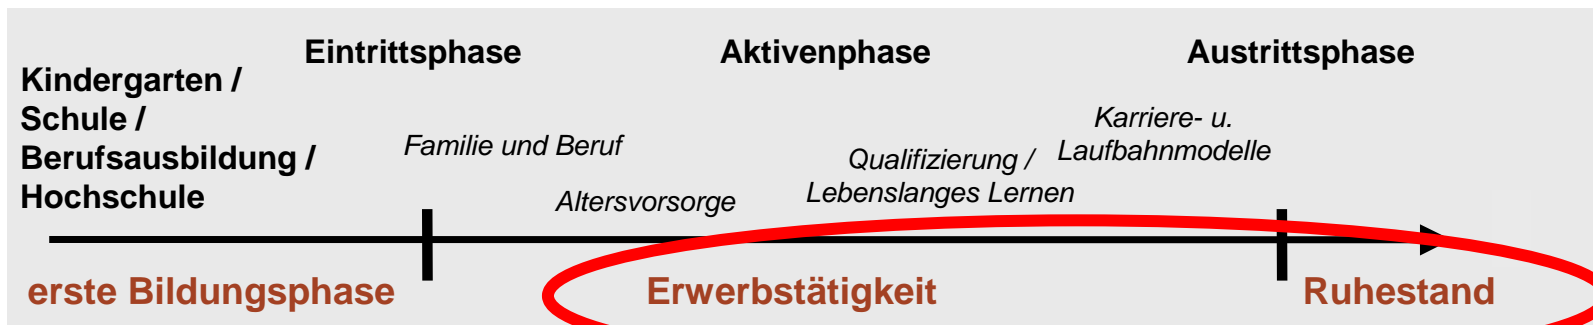 Eintrittsphase
Aktivenphase
Austrittsphase
Kindergarten /
Schule /
Berufsausbildung /
Hochschule
Familie und Beruf
Altersvorsorge
Qualifizierung /
Lebenslanges Lernen
Karriere- u.
Laufbahnmodelle
erste Bildungsphase
Erwerbstätigkeit
Ruhestand